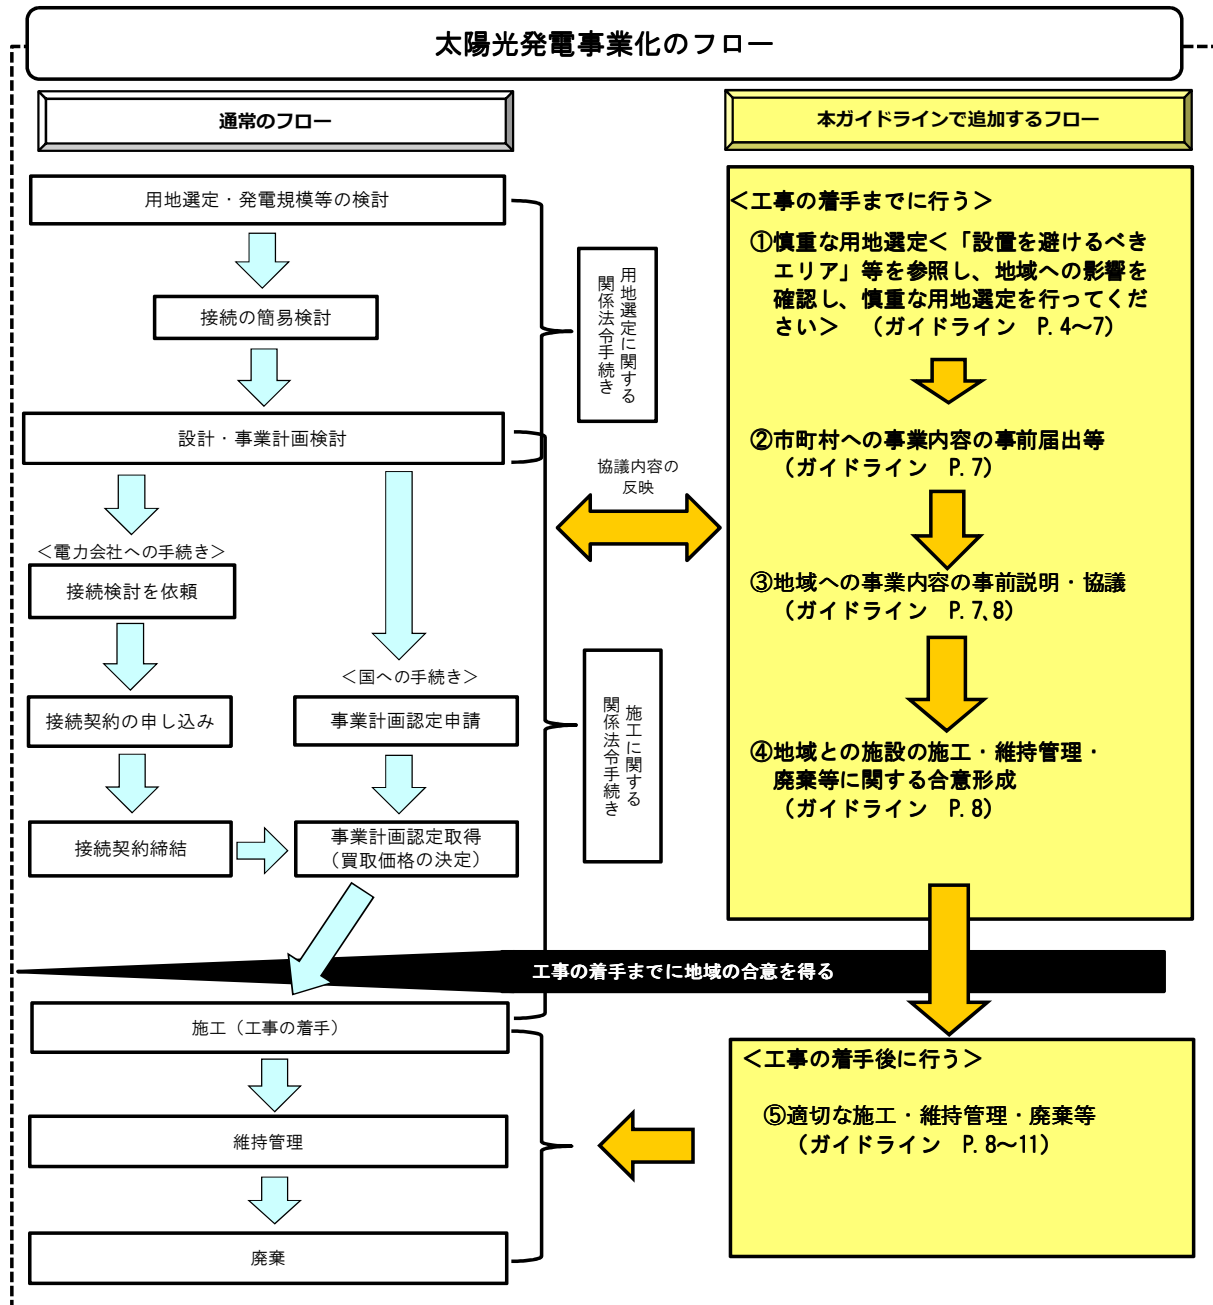 太陽光発電事業化のフロー
通常のフロー
用地選定・発電規模等の検討
接続の簡易検討
設計・事業計画検討
＜電力会社への手続き＞
接続検討を依頼
接続契約の申し込み
接続契約締結
＜国への手続き＞
事業計画認定申請
事業計画認定取得
（買取価格の決定）
用地選定に関する
関係法令手続き
施工に関する
関係法令手続き
協議内容の
反映
本ガイドラインで追加するフロー
＜工事の着手までに行う＞
①慎重な用地選定＜「設置を避けるべき
エリア」等を参照し、地域への影響を
確認し、慎重な用地選定を行ってくだ
さい＞　（ガイドライン　P.4～7）
②市町村への事業内容の事前届出等
（ガイドライン　P.7）
③地域への事業内容の事前説明・協議
（ガイドライン　P.7､8）
④地域との施設の施工・維持管理・
廃棄等に関する合意形成
（ガイドライン　P.8）
工事の着手までに地域の合意を得る
施工（工事の着手）
維持管理
廃棄
＜工事の着手後に行う＞
⑤適切な施工・維持管理・廃棄等
（ガイドライン　P.8～11）